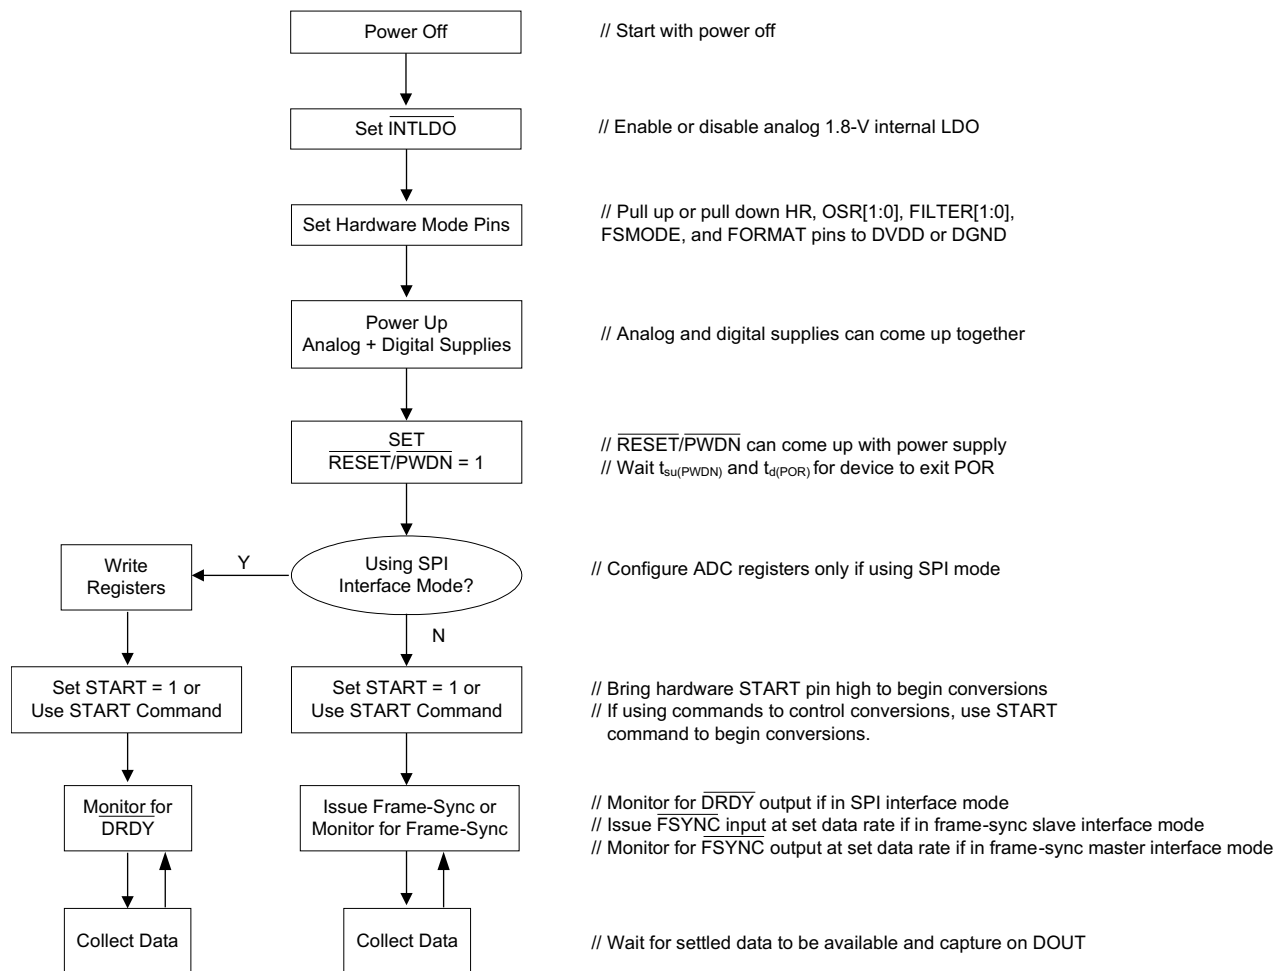 Power Off
// Start with power off
Set INTLDO
// Enable or disable analog 1.8-V internal LDO
Set Hardware Mode Pins
// Pull up or pull down HR, OSR[1:0], FILTER[1:0],
FSMODE, and FORMAT pins to DVDD or DGND
Power Up
Analog + Digital Supplies
// Analog and digital supplies can come up together
SET
RESET/PWDN = 1
// RESET/PWDN can come up with power supply
// Wait tsu(PWDN) and td(POR) for device to exit POR
Write
Registers
Y
Using SPI
Interface Mode?
// Configure ADC registers only if using SPI mode
N
Set START = 1 or
Use START Command
Set START = 1 or
Use START Command
// Bring hardware START pin high to begin conversions
// If using commands to control conversions, use START
command to begin conversions.
Monitor for
DRDY
Issue Frame-Sync or
Monitor for Frame-Sync
// Monitor for DRDY output if in SPI interface mode
// Issue FSYNC input at set data rate if in frame-sync slave interface mode
// Monitor for FSYNC output at set data rate if in frame-sync master interface mode
Collect Data
Collect Data
// Wait for settled data to be available and capture on DOUT